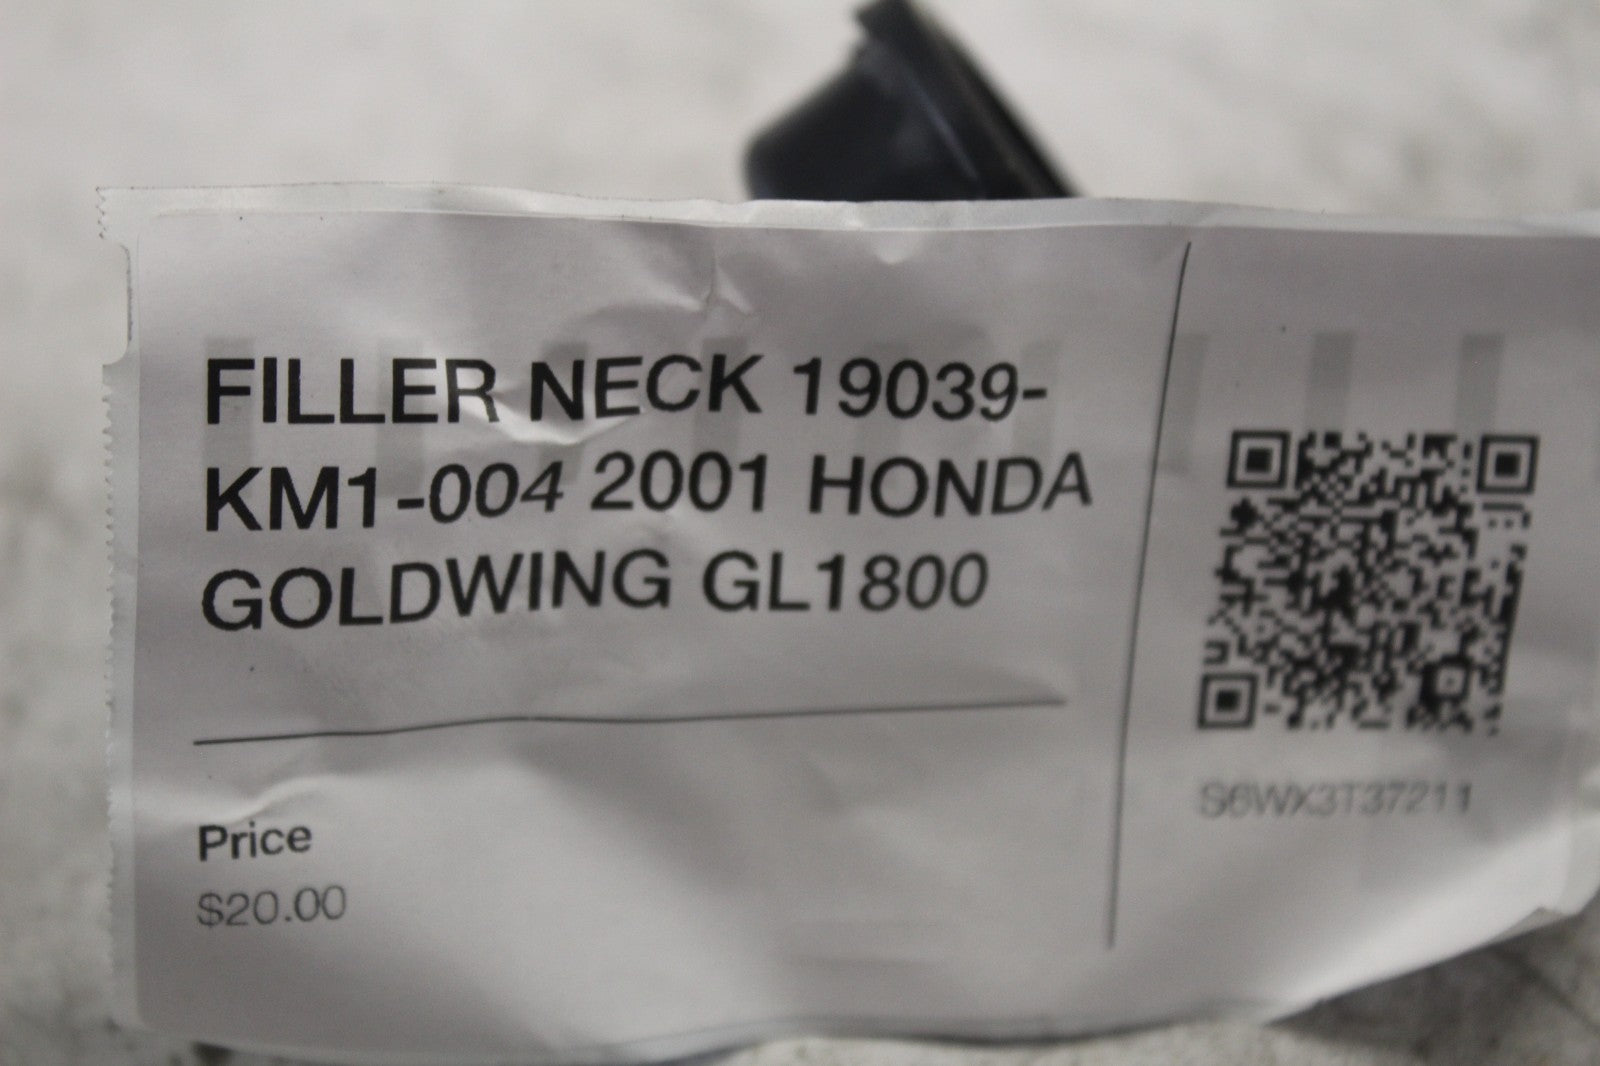 FILLER NECK 19039-
KM1-004 2001 HONDA
GOLDWING GL1800
Price
$20.00
S6WX3T37211